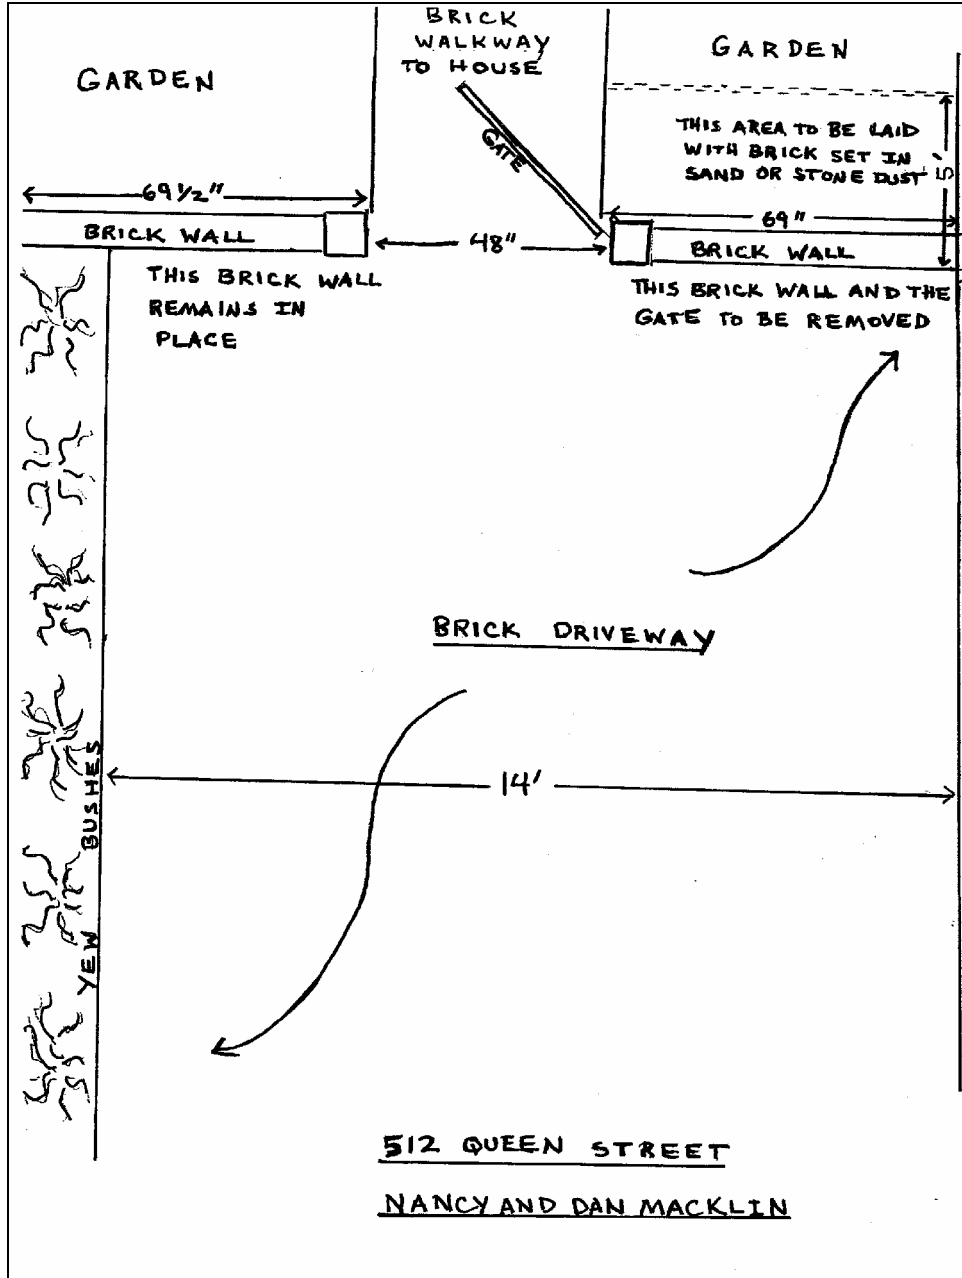 BRICK
WALKWAY
TO HOUSE
GARDEN
GARDEN
GATE
THIS AREA TO BE LAID
WITH BRICK SET IN
SAND OR STONE DUST
5'
69 1/2"
69"
48"
BRICK WALL
BRICK WALL
THIS BRICK WALL
REMAINS IN
PLACE
THIS BRICK WALL AND THE
GATE TO BE REMOVED
BRICK DRIVEWAY
14'
YEW BUSHES
512 QUEEN STREET
NANCY AND DAN MACKLIN